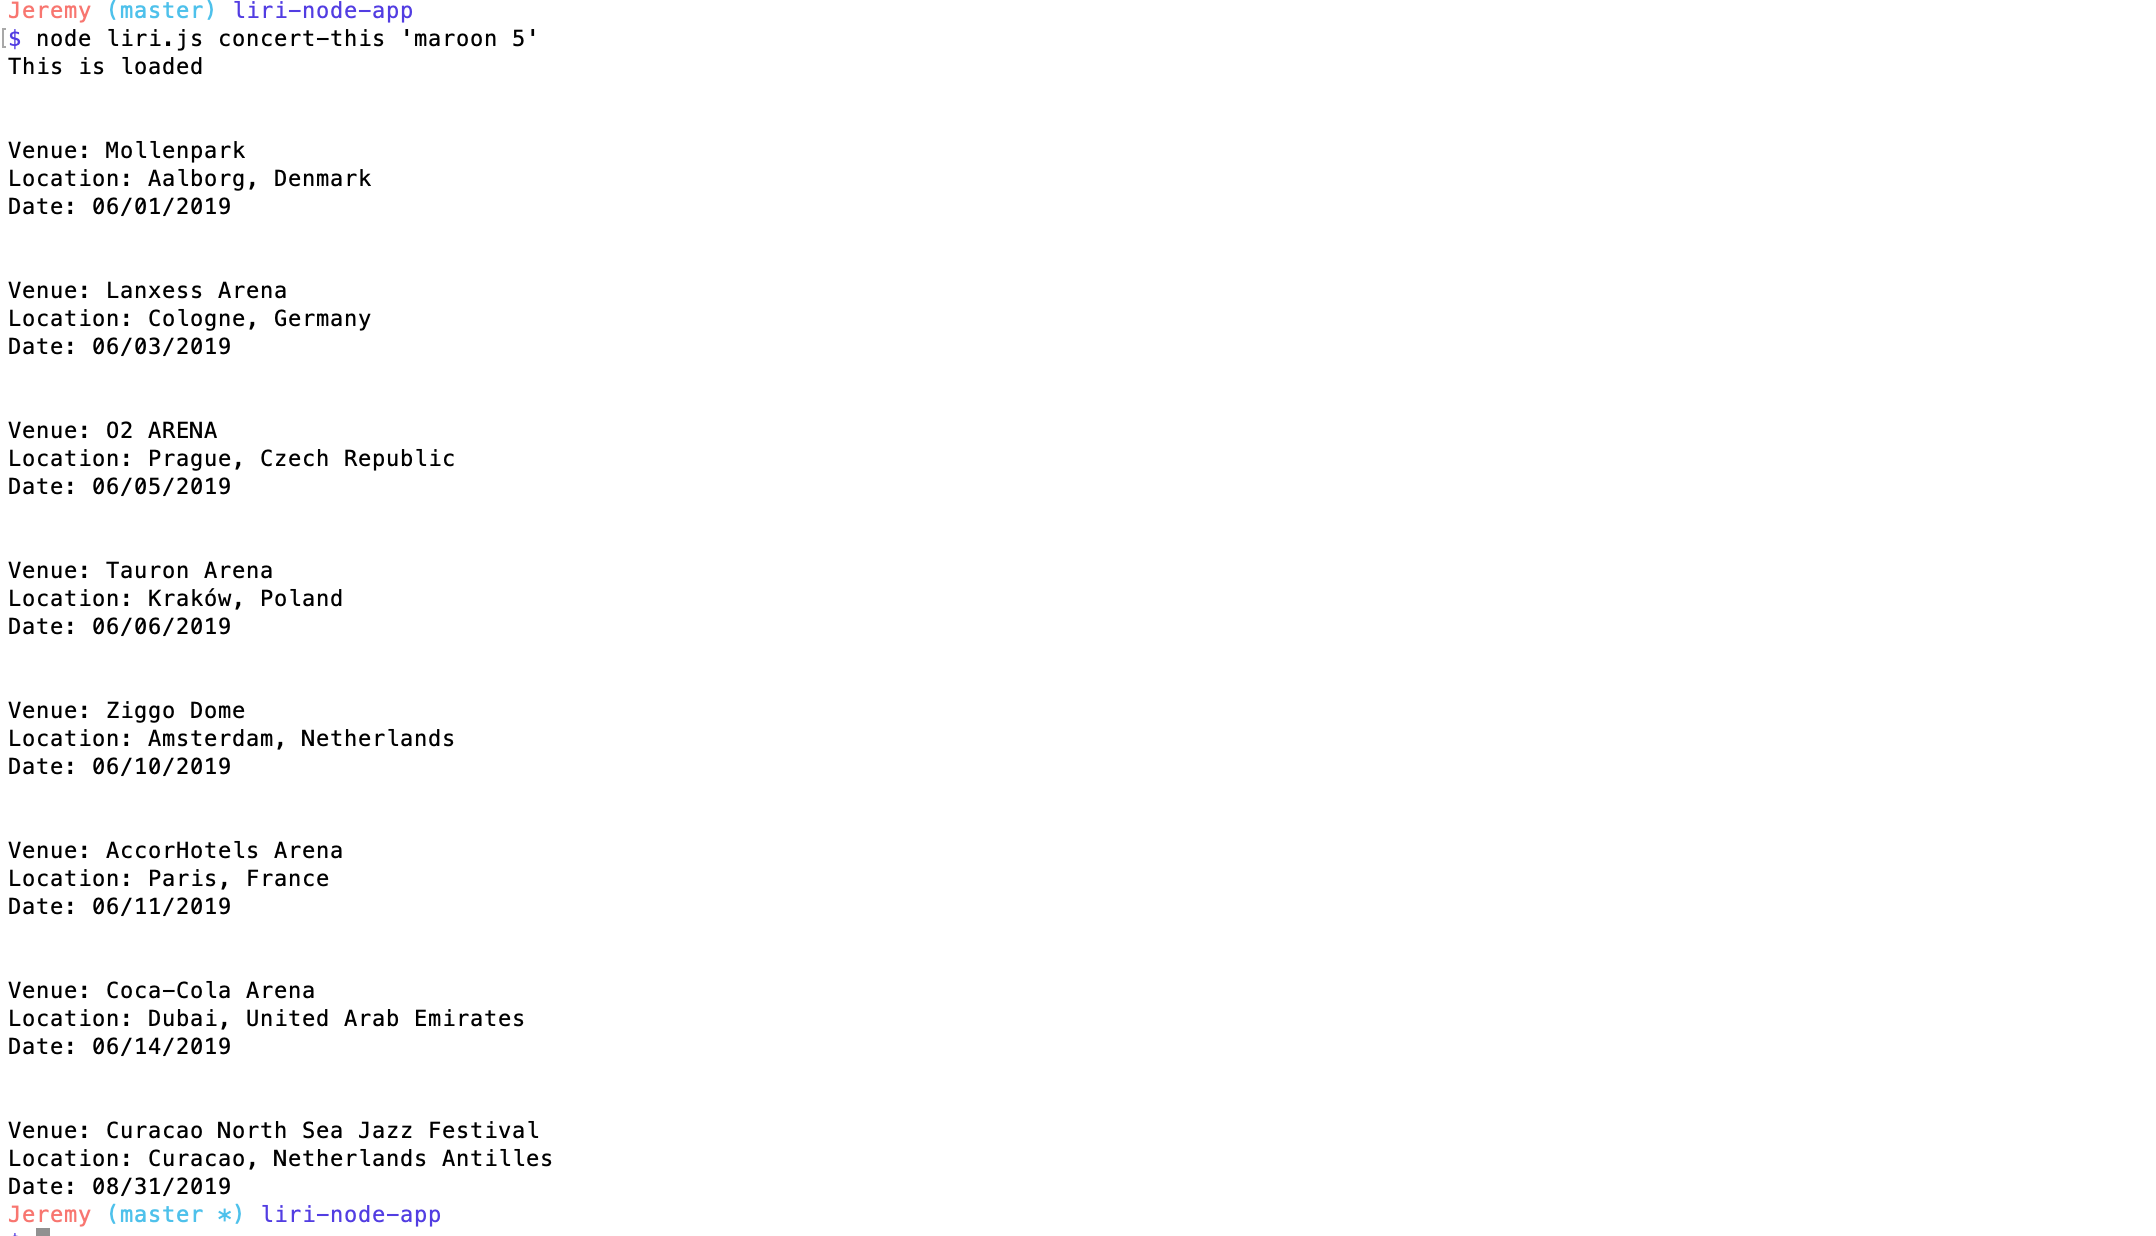 Jeremy (master) liri-node-app
[$ node liri.js concert-this 'maroon 5'
This is loaded
Venue: Mollenpark
Location: Aalborg, Denmark
Date: 06/01/2019
Venue: Lanxess Arena
Location: Cologne, Germany
Date: 06/03/2019
Venue: O2 ARENA
Location: Prague, Czech Republic
Date: 06/05/2019
Venue: Tauron Arena
Location: Kraków, Poland
Date: 06/06/2019
Venue: Ziggo Dome
Location: Amsterdam, Netherlands
Date: 06/10/2019
Venue: AccorHotels Arena
Location: Paris, France
Date: 06/11/2019
Venue: Coca-Cola Arena
Location: Dubai, United Arab Emirates
Date: 06/14/2019
Venue: Curacao North Sea Jazz Festival
Location: Curacao, Netherlands Antilles
Date: 08/31/2019
Jeremy (master *) liri-node-app